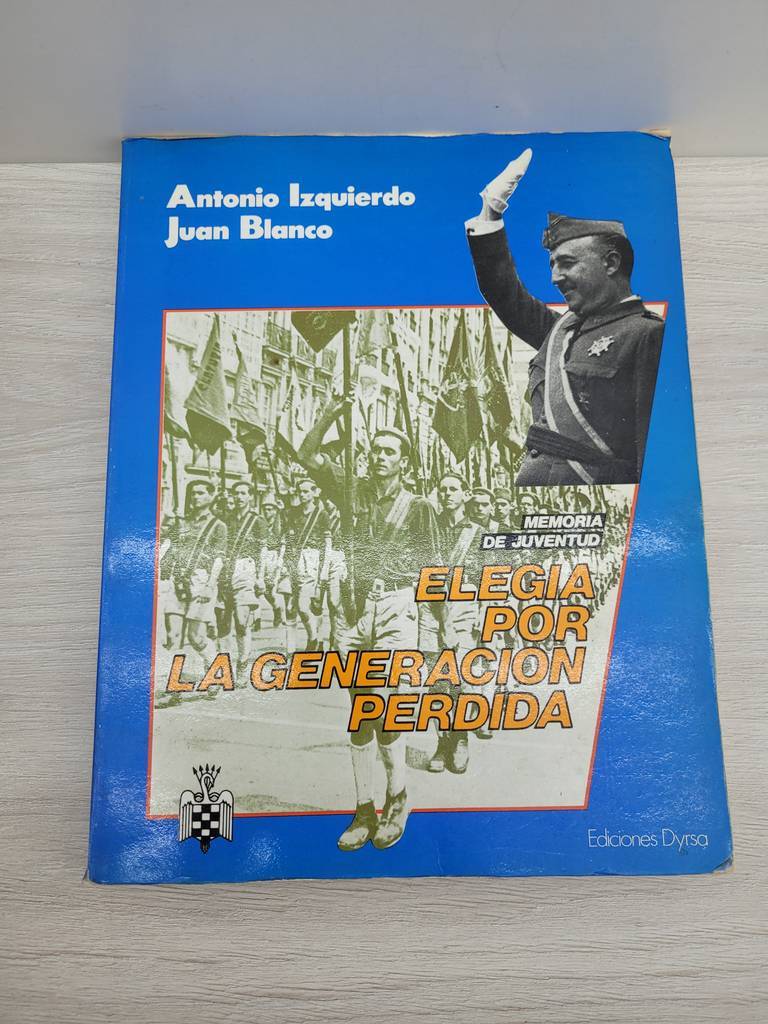 Antonio Izquierdo
Juan Blanco
MEMORIA
DE JUVENTUD
ELEGIA
POR
LA GENERACION
PERDIDA
Ediciones Dyrsa